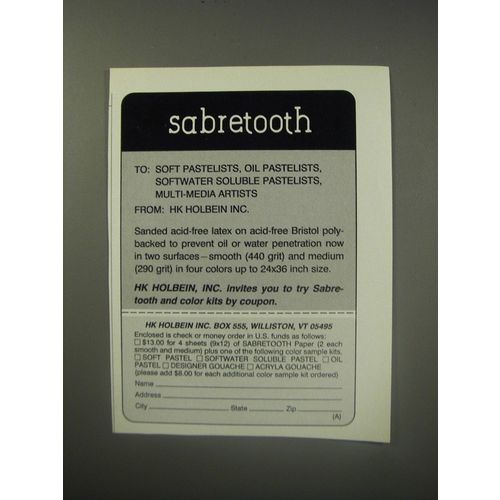 sabretooth
TO: SOFT PASTELISTS, OIL PASTELISTS,
SOFTWATER SOLUBLE PASTELISTS,
MULTI-MEDIA ARTISTS
FROM: HK HOLBEIN INC.
Sanded acid-free latex on acid-free Bristol poly-
backed to prevent oil or water penetration now
in two surfaces—smooth (440 grit) and medium
(290 grit) in four colors up to 24x36 inch size.
HK HOLBEIN, INC. invites you to try Sabre-
tooth and color kits by coupon.
HK HOLBEIN INC. BOX 555, WILLISTON, VT 05495
Enclosed is check or money order in U.S. funds as follows:
☐ $13.00 for 4 sheets (9x12) of SABRETOOTH Paper (2 each
smooth and medium) plus one of the following color sample kits.
☐ SOFT PASTEL ☐ SOFTWATER SOLUBLE PASTEL ☐ OIL
PASTEL ☐ DESIGNER GOUACHE ☐ ACRYLA GOUACHE
(please add $8.00 for each additional color sample kit ordered)
Name
Address
City State Zip
(A)